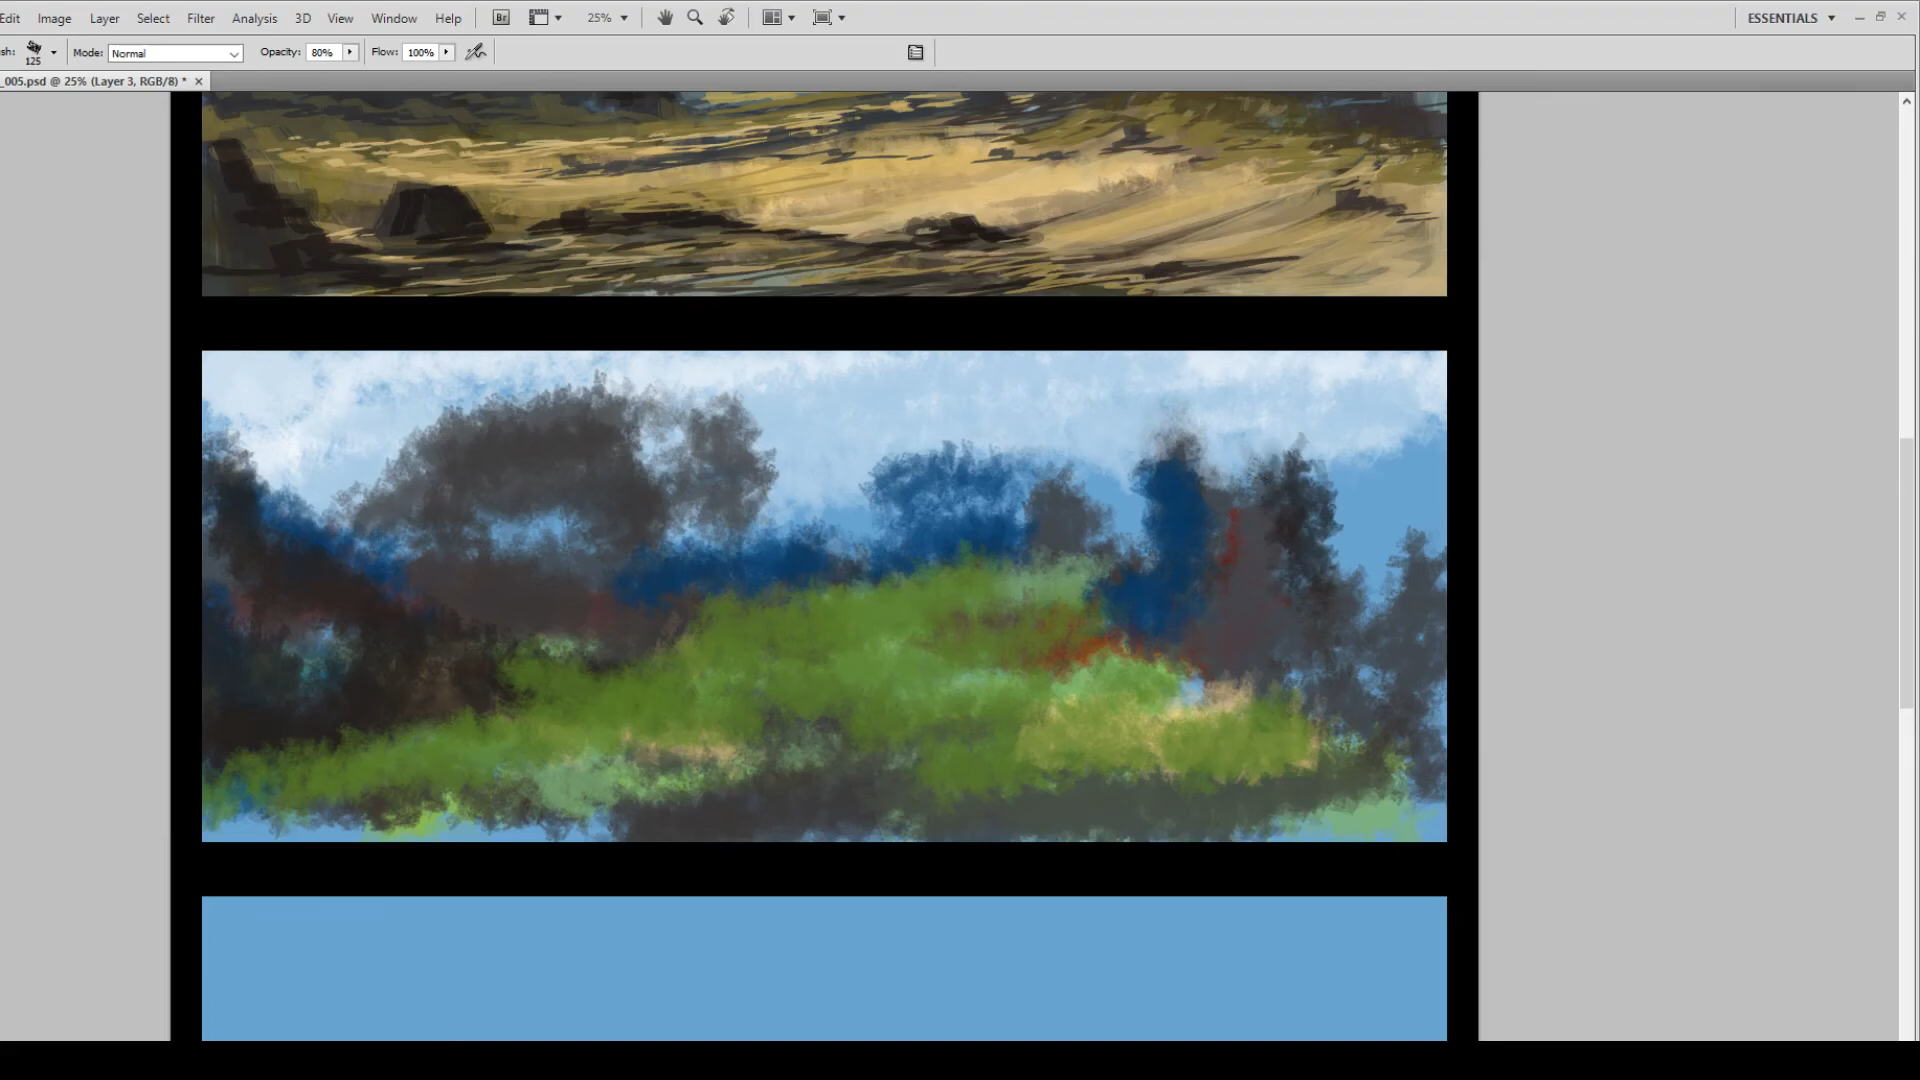 Edit Image Layer Select Filter Analysis 3D View Window Help Br 25% ESSENTIALS
sh: 125 Mode: Normal Opacity: 80% Flow: 100%
_005.psd @ 25% (Layer 3, RGB/8) *